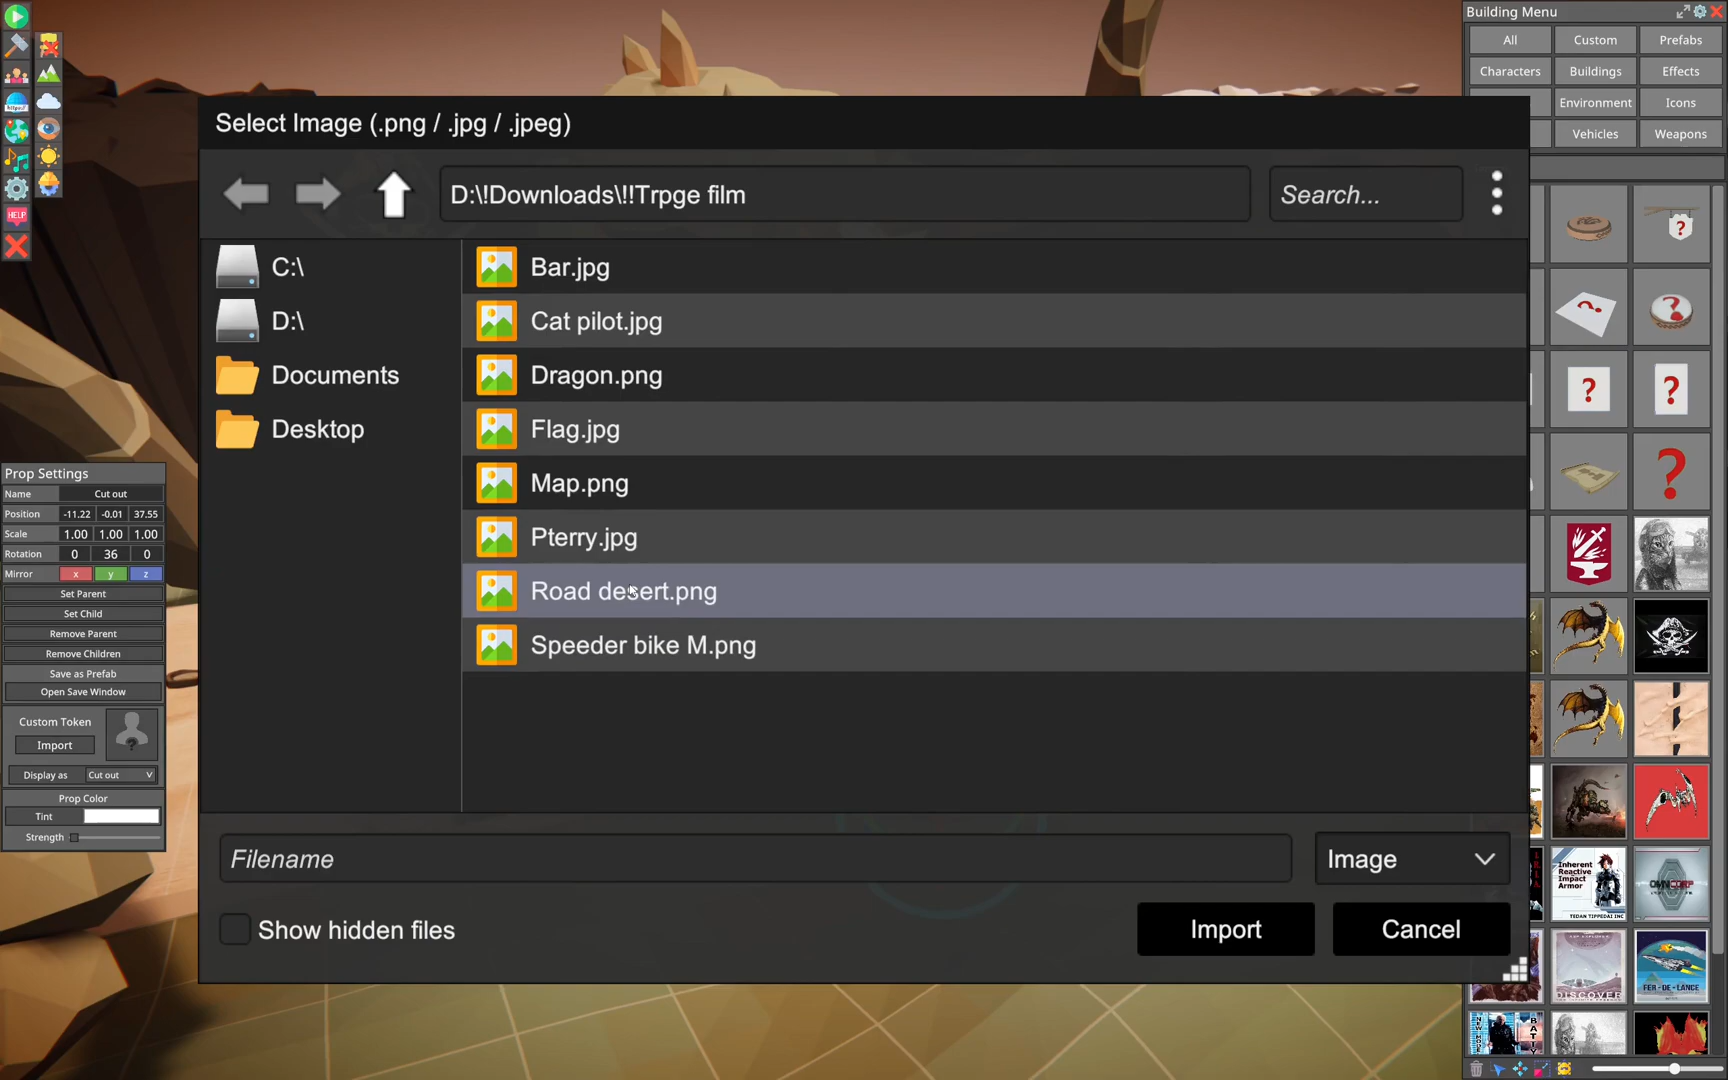 Building Menu
All Custom Prefabs
Characters Buildings Effects
Environment Icons
Vehicles Weapons
https://
HELP
Select Image (.png / .jpg / .jpeg)
D:\!Downloads\!!Trpge film
Search...
C:\
D:\
Documents
Desktop
Bar.jpg
Cat pilot.jpg
Dragon.png
Flag.jpg
Map.png
Pterry.jpg
Road desert.png
Speeder bike M.png
Filename
Image
Show hidden files
Import
Cancel
Prop Settings
Name Cut out
Position -11.22 -0.01 37.55
Scale 1.00 1.00 1.00
Rotation 0 36 0
Mirror x y z
Set Parent
Set Child
Remove Parent
Remove Children
Save as Prefab
Open Save Window
Custom Token
Import
Display as Cut out
Prop Color
Tint
Strength
Inherent
Reactive
Impact
Armor
TEDAN TIPPEDAI INC
OMNICORP
DISCOVER
FER-DE-LANCE